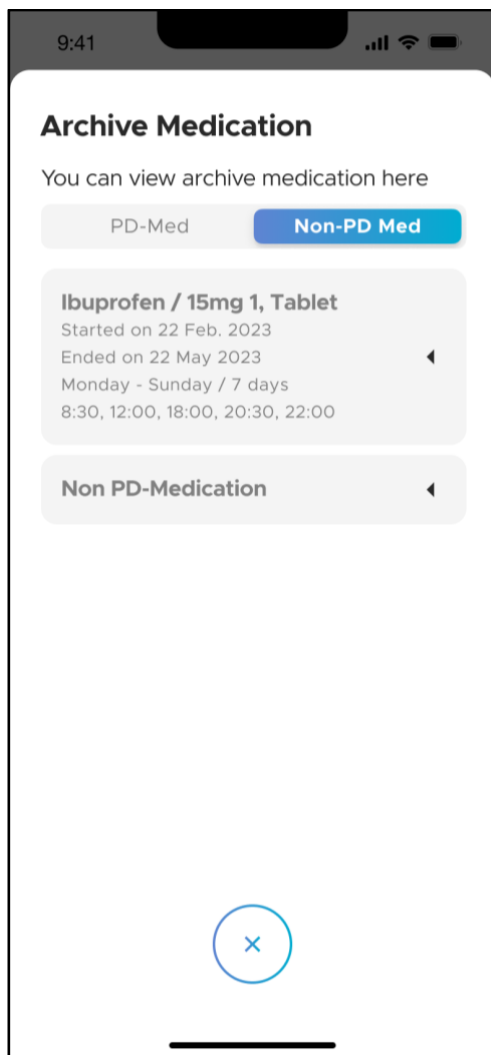 9:41
Archive Medication
You can view archive medication here
PD-Med
Non-PD Med
Ibuprofen / 15mg 1, Tablet
Started on 22 Feb. 2023
Ended on 22 May 2023
Monday - Sunday / 7 days
8:30, 12:00, 18:00, 20:30, 22:00
Non PD-Medication